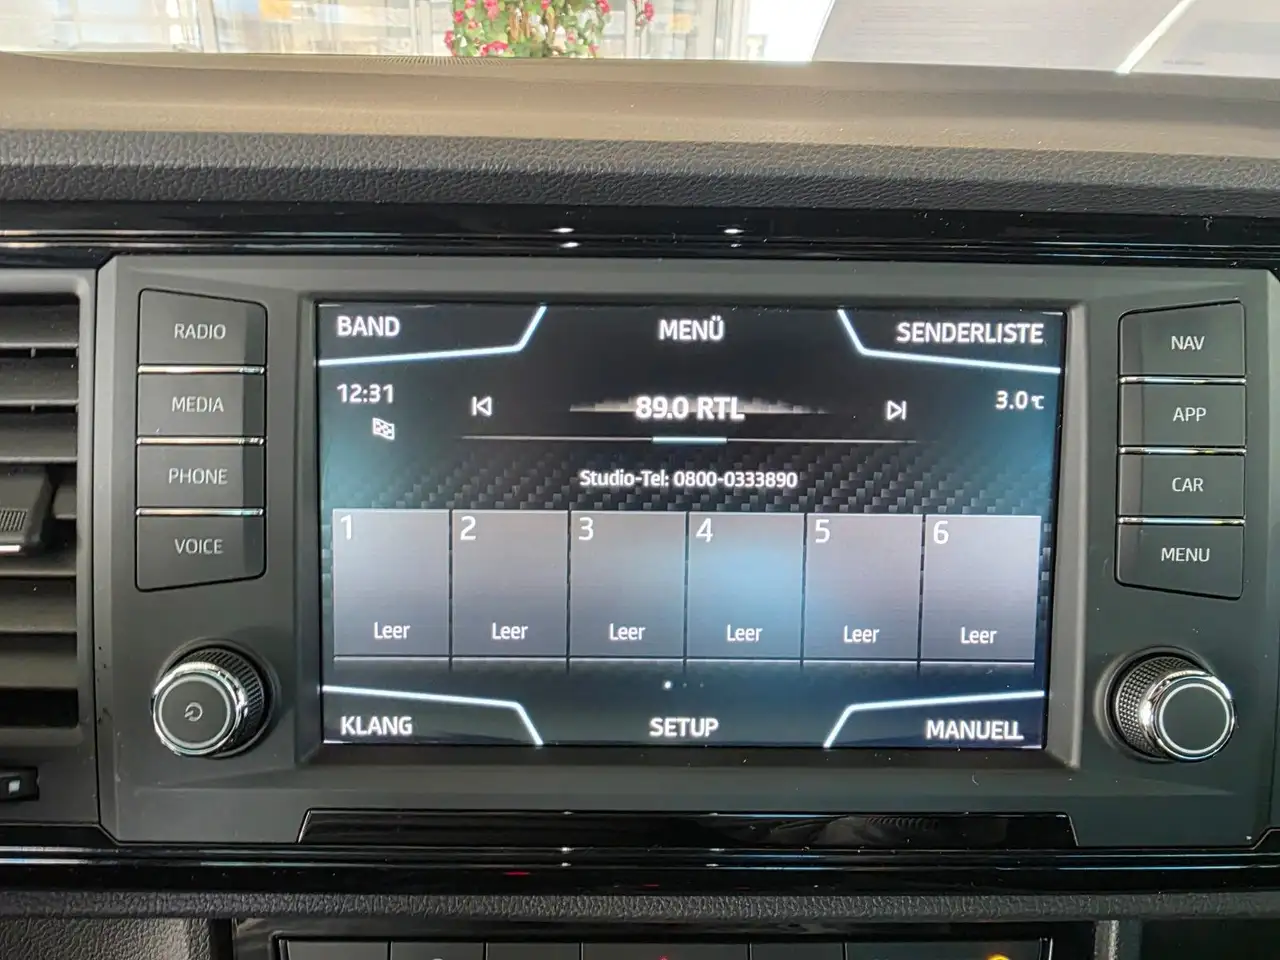 BAND
MENÜ
SENDERLISTE
12:31
89.0 RTL
3.0℃
Studio-Tel: 0800-0333890
1
2
3
4
5
6
Leer
Leer
Leer
Leer
Leer
Leer
KLANG
SETUP
MANUELL
RADIO
MEDIA
PHONE
VOICE
NAV
APP
CAR
MENU